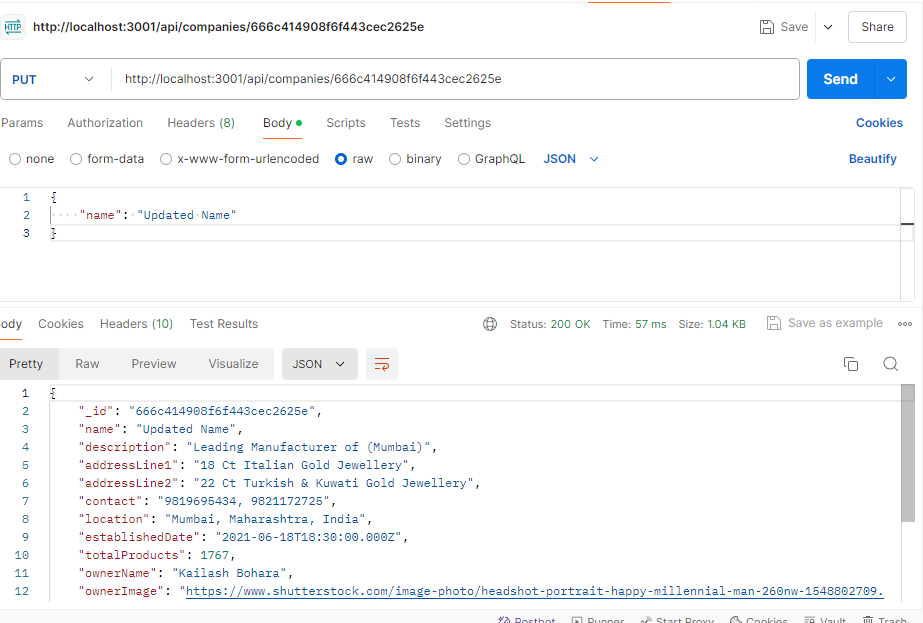 HTTP http://localhost:3001/api/companies/666c414908f6f443cec2625e Save Share
PUT http://localhost:3001/api/companies/666c414908f6f443cec2625e Send
Params Authorization Headers (8) Body Scripts Tests Settings Cookies
none form-data x-www-form-urlencoded raw binary GraphQL JSON Beautify
1 {
2 "name": "Updated Name"
3 }
ody Cookies Headers (10) Test Results Status: 200 OK Time: 57 ms Size: 1.04 KB Save as example
Pretty Raw Preview Visualize JSON
1 {
2 "_id": "666c414908f6f443cec2625e",
3 "name": "Updated Name",
4 "description": "Leading Manufacturer of (Mumbai)",
5 "addressLine1": "18 Ct Italian Gold Jewellery",
6 "addressLine2": "22 Ct Turkish & Kuwati Gold Jewellery",
7 "contact": "9819695434, 9821172725",
8 "location": "Mumbai, Maharashtra, India",
9 "establishedDate": "2021-06-18T18:30:00.000Z",
10 "totalProducts": 1767,
11 "ownerName": "Kailash Bohara",
12 "ownerImage": "https://www.shutterstock.com/image-photo/headshot-portrait-happy-millennial-man-260nw-1548802709.
Postbot Runner Start Proxy Cookies Vault Trash